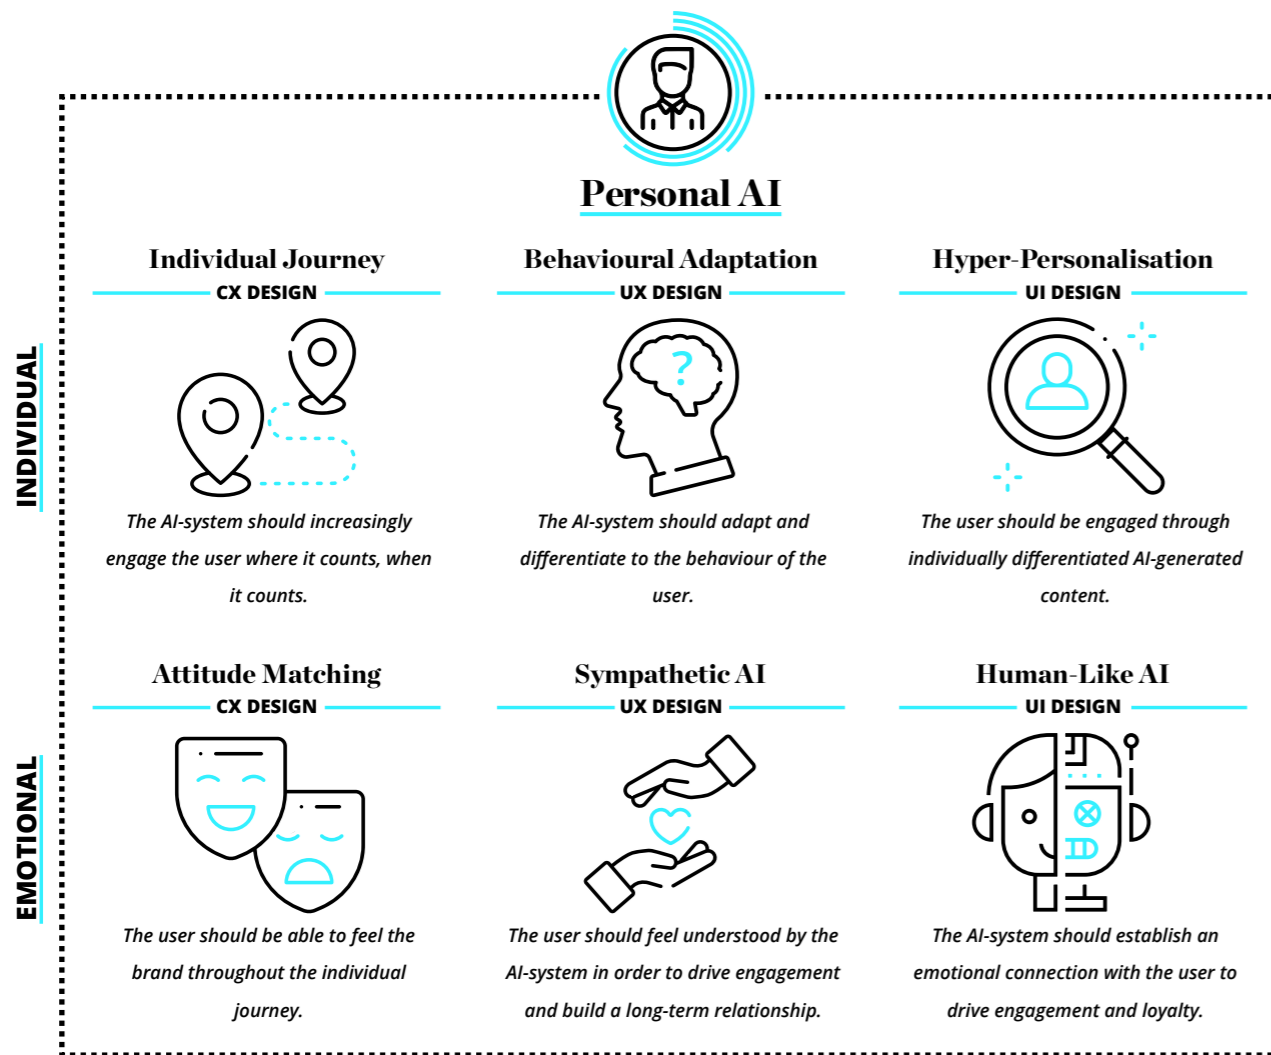 Personal AI
Individual Journey
CX DESIGN
Behavioural Adaptation
UX DESIGN
Hyper-Personalisation
UI DESIGN
INDIVIDUAL
?
The AI-system should increasingly
engage the user where it counts, when
it counts.
The AI-system should adapt and
differentiate to the behaviour of the
user.
The user should be engaged through
individually differentiated AI-generated
content.
Attitude Matching
CX DESIGN
Sympathetic AI
UX DESIGN
Human-Like AI
UI DESIGN
EMOTIONAL
The user should be able to feel the
brand throughout the individual
journey.
The user should feel understood by the
AI-system in order to drive engagement
and build a long-term relationship.
The AI-system should establish an
emotional connection with the user to
drive engagement and loyalty.